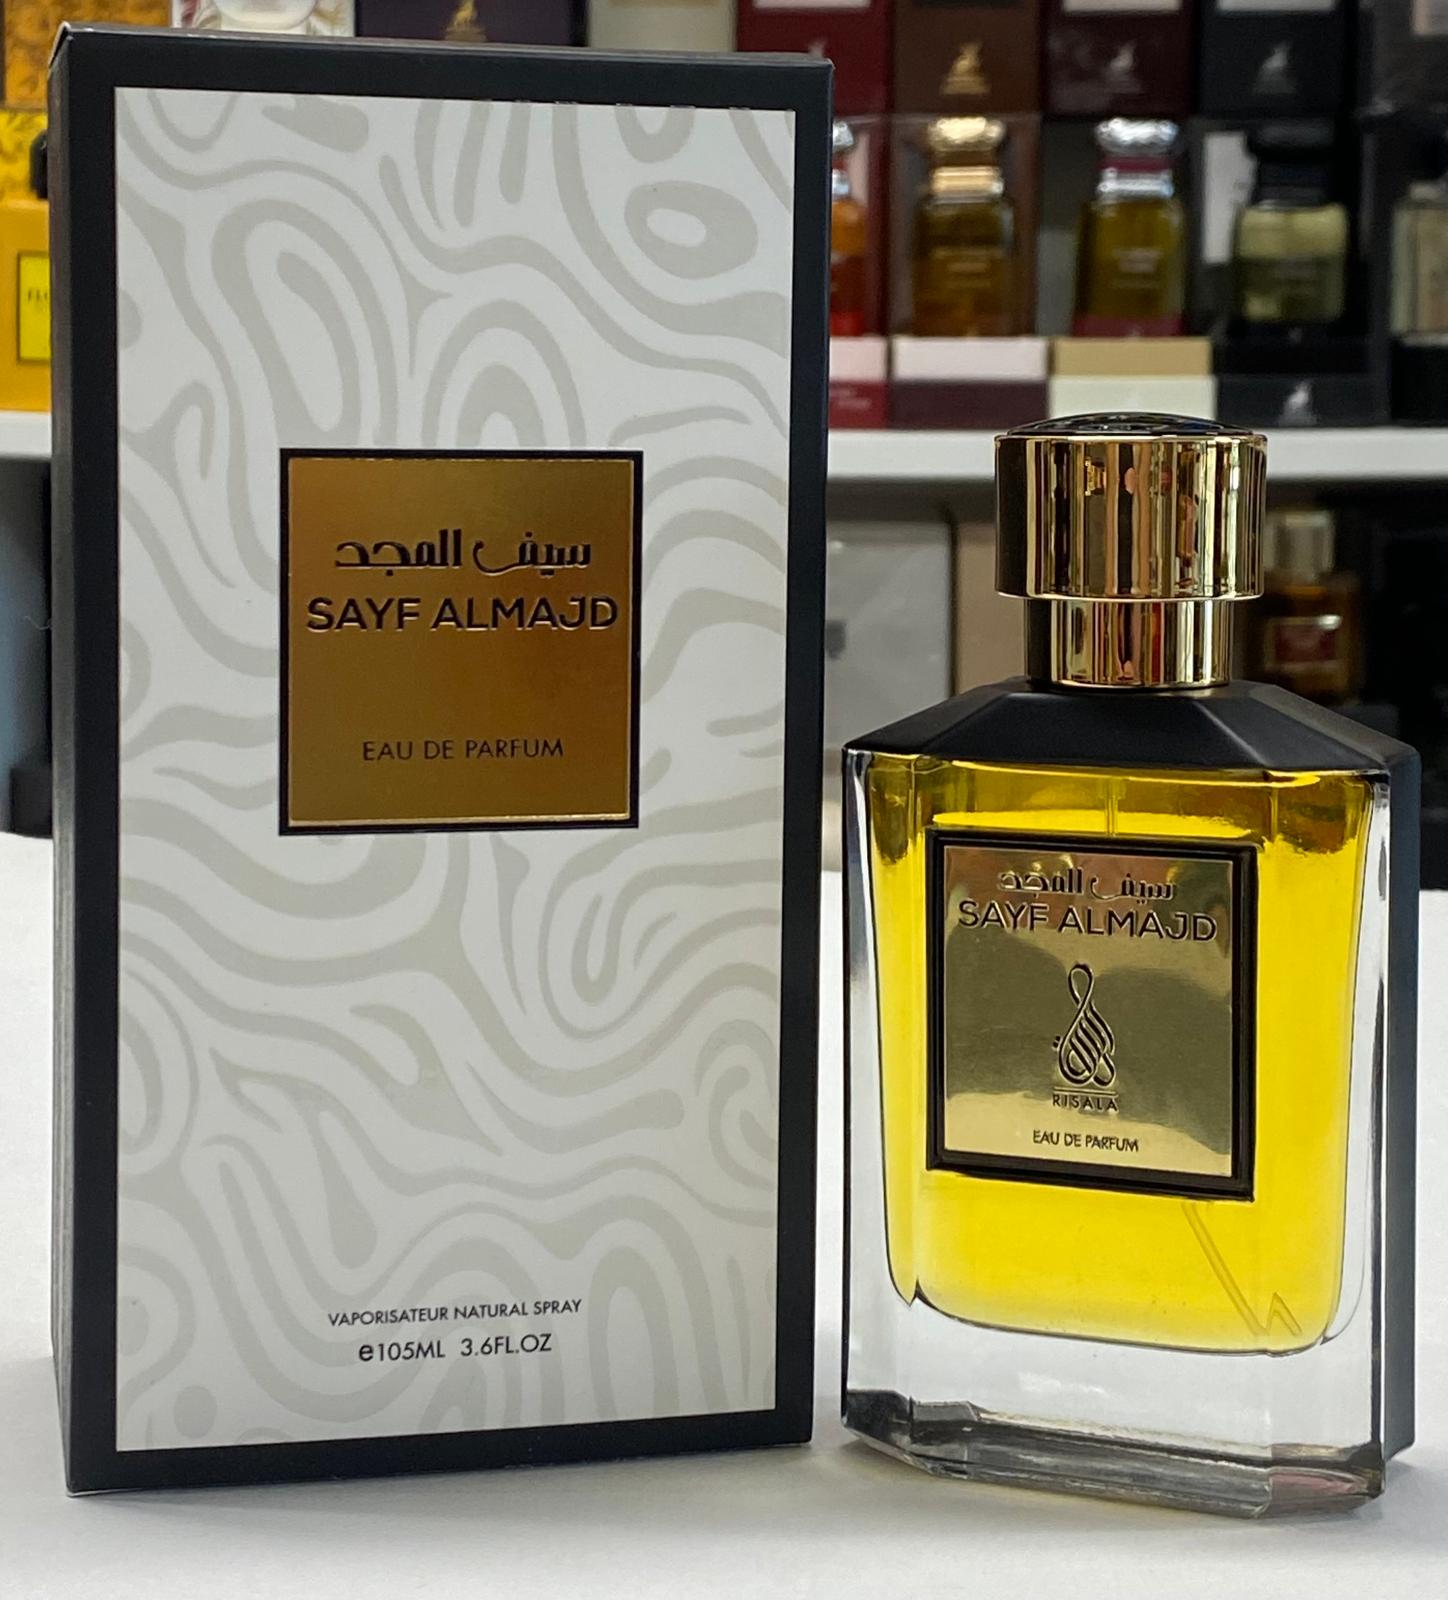 سيف المجد
SAYF ALMAJD
EAU DE PARFUM
VAPORISATEUR NATURAL SPRAY
e105ML 3.6FL.OZ
سيف المجد
SAYF ALMAJD
RISALA
EAU DE PARFUM